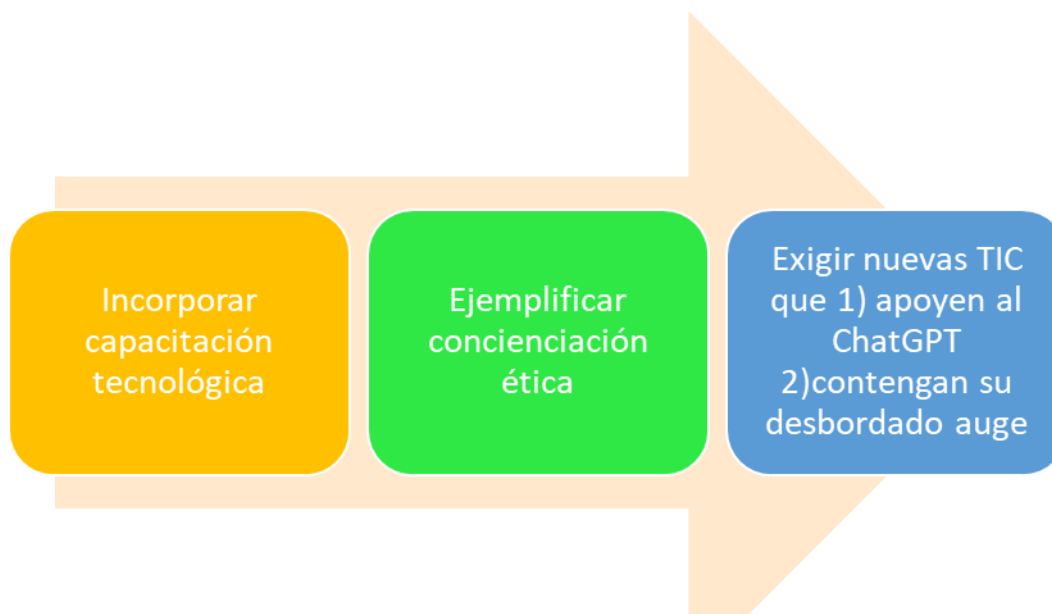 Incorporar
capacitación
tecnológica
Ejemplificar
concienciación
ética
Exigir nuevas TIC
que 1) apoyen al
ChatGPT
2)contengan su
desbordado auge